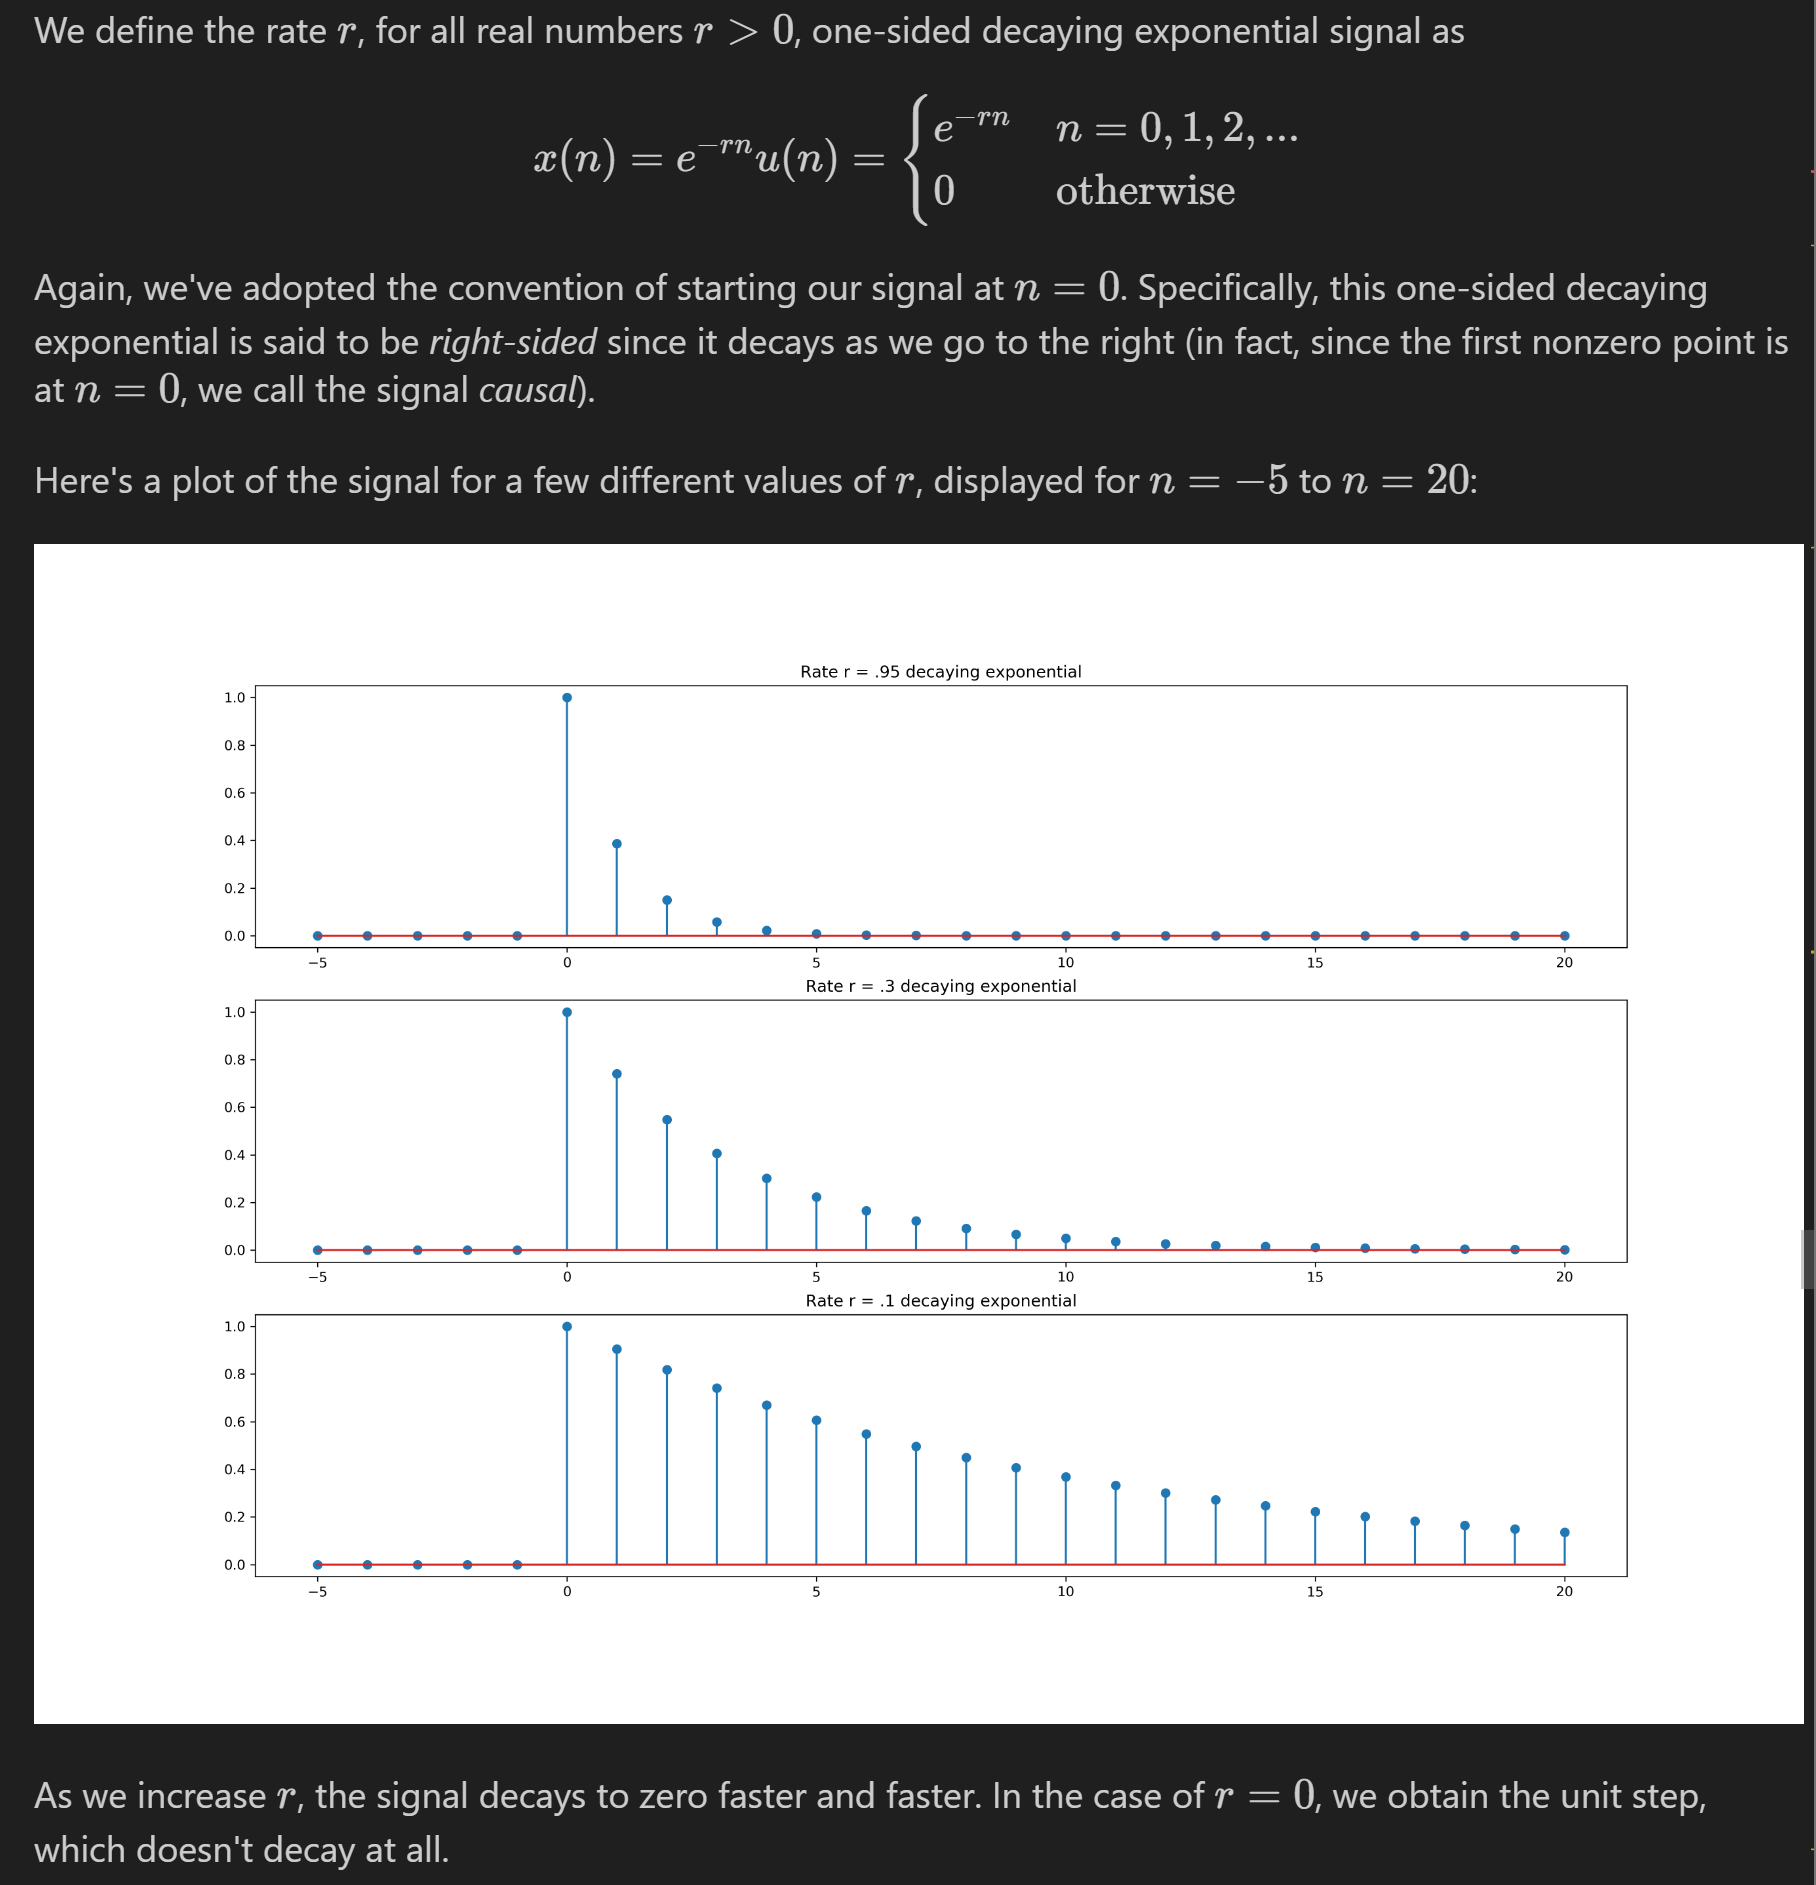 We define the rate r, for all real numbers r > 0, one-sided decaying exponential signal as
x(n) = e^{-rn}u(n) = { e^{-rn} n = 0, 1, 2, ...
0 otherwise
Again, we've adopted the convention of starting our signal at n = 0. Specifically, this one-sided decaying
exponential is said to be right-sided since it decays as we go to the right (in fact, since the first nonzero point is
at n = 0, we call the signal causal).
Here's a plot of the signal for a few different values of r, displayed for n = −5 to n = 20:
Rate r = .95 decaying exponential
1.0
0.8
0.6
0.4
0.2
0.0
−5 0 5 10 15 20
Rate r = .3 decaying exponential
1.0
0.8
0.6
0.4
0.2
0.0
−5 0 5 10 15 20
Rate r = .1 decaying exponential
1.0
0.8
0.6
0.4
0.2
0.0
−5 0 5 10 15 20
As we increase r, the signal decays to zero faster and faster. In the case of r = 0, we obtain the unit step,
which doesn't decay at all.